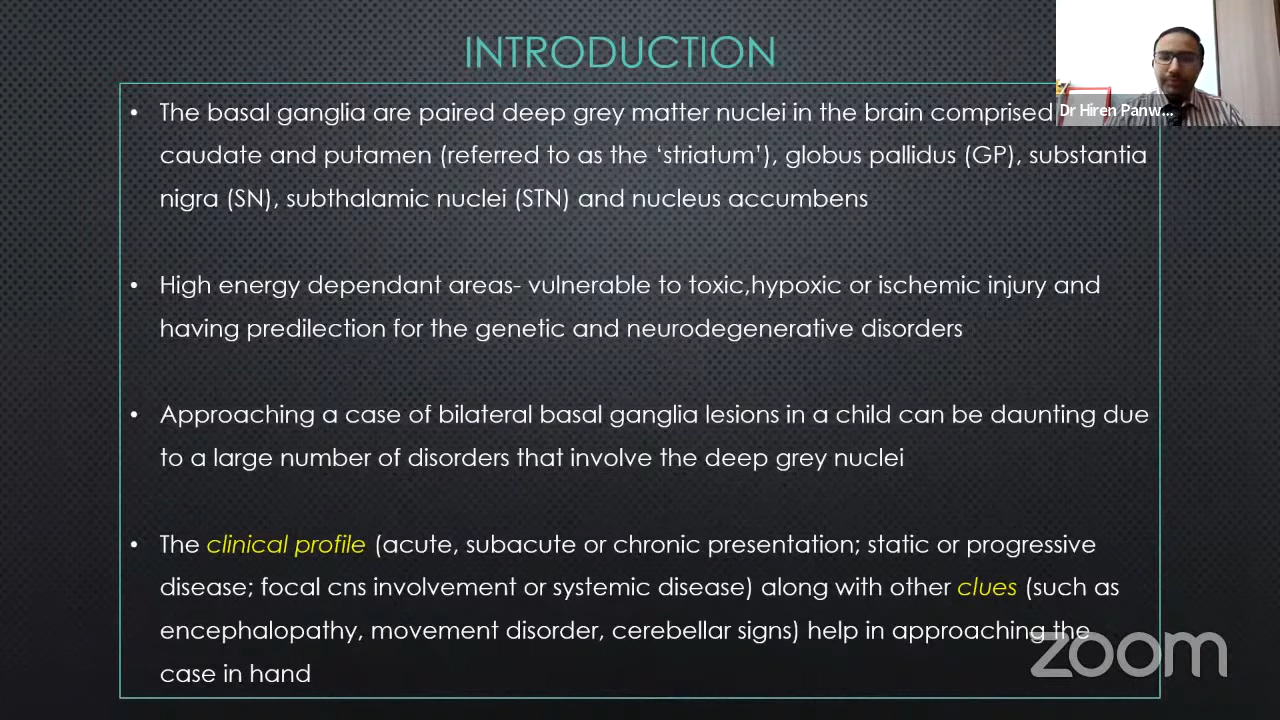 INTRODUCTION
• The basal ganglia are paired deep grey matter nuclei in the brain comprised
caudate and putamen (referred to as the ‘striatum’), globus pallidus (GP), substantia
nigra (SN), subthalamic nuclei (STN) and nucleus accumbens
• High energy dependant areas- vulnerable to toxic,hypoxic or ischemic injury and
having predilection for the genetic and neurodegenerative disorders
• Approaching a case of bilateral basal ganglia lesions in a child can be daunting due
to a large number of disorders that involve the deep grey nuclei
• The clinical profile (acute, subacute or chronic presentation; static or progressive
disease; focal cns involvement or systemic disease) along with other clues (such as
encephalopathy, movement disorder, cerebellar signs) help in approaching the
case in hand
Dr Hiren Panw...
zoom